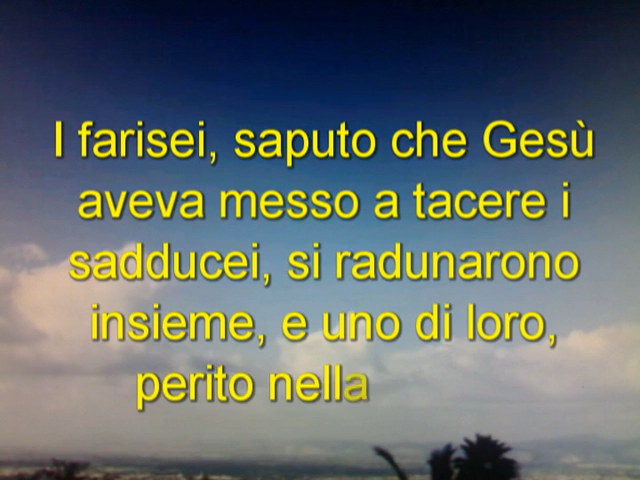 I farisei, saputo che Gesù
aveva messo a tacere i
sadducei, si radunarono
insieme, e uno di loro,
perito nella